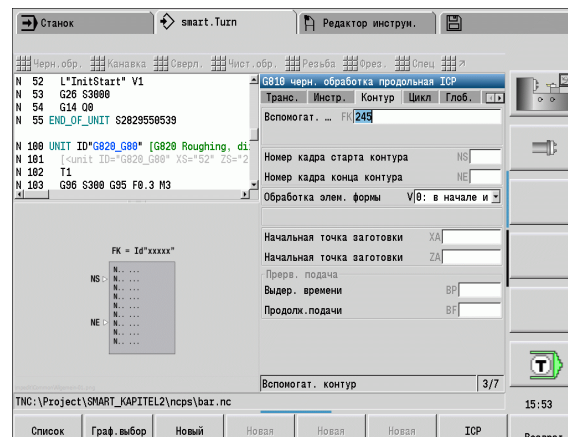 Станок
smart.Turn
Редактор инструм.
Черн.обр. Канавка Сверл. Чист.обр. Резьба Фрез. Спец
N 52 L"InitStart" V1
N 53 G26 S3000
N 54 G14 Q0
N 55 END_OF_UNIT S2029550539
N 100 UNIT ID"G820_G80" [G820 Roughing, di
N 101 [<unit ID="G820_G80" XS="52" ZS="2
N 102 T1
N 103 G96 S300 G95 F0.3 M3
G810 черн. обработка продольная ICP
Транс. Инстр. Контур Цикл Глоб.
Вспомогат. … FK 245
Номер кадра старта контура NS
Номер кадра конца контура NE
Обработка элем. формы V 0: в начале и
Начальная точка заготовки XA
Начальная точка заготовки ZA
Прерв. подача
Выдер. времени BP
Продолж.подачи BF
FK = Id"xxxxx"
NS
NE
N.. ...
N.. ...
N.. ...
N.. ...
N.. ...
N.. ...
N.. ...
N.. ...
N.. ...
Вспомогат. контур 3/7
TNC:\Project\SMART_KAPITEL2\ncps\bar.nc
T
15:53
Список Граф.выбор Новый Новая Новая Новая ICP